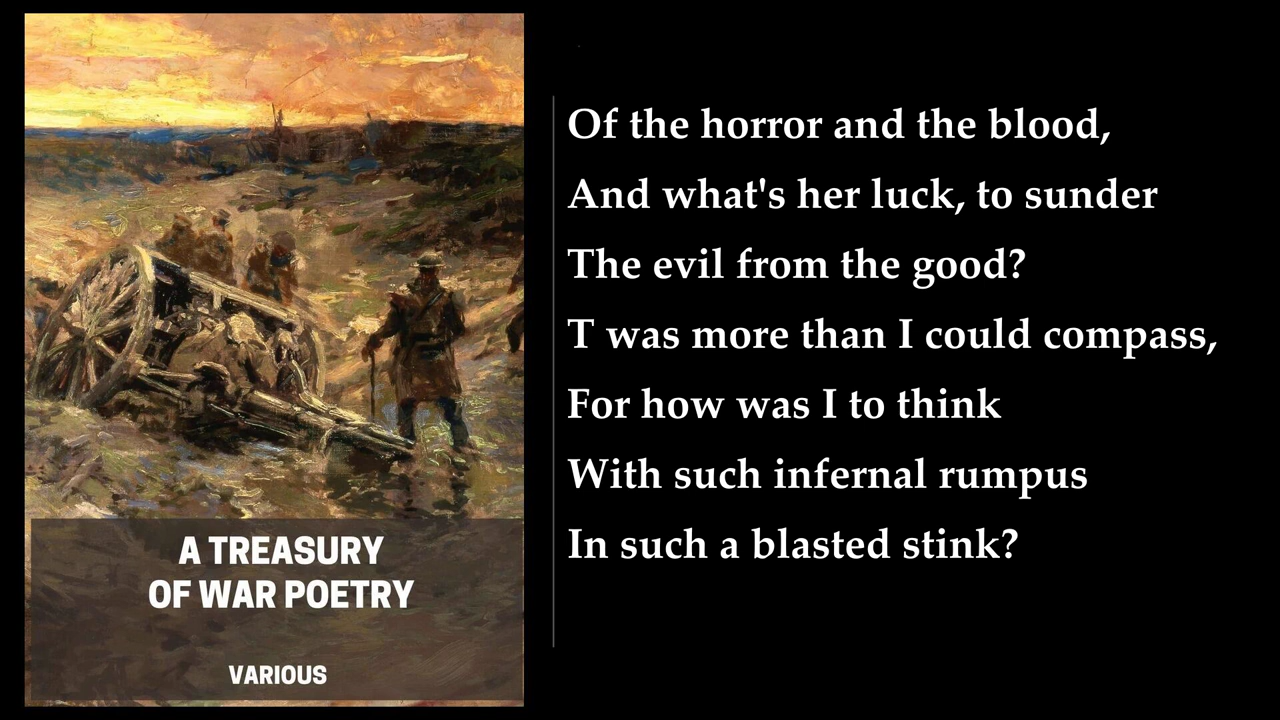 A TREASURY
OF WAR POETRY
VARIOUS
Of the horror and the blood,
And what's her luck, to sunder
The evil from the good?
T was more than I could compass,
For how was I to think
With such infernal rumpus
In such a blasted stink?